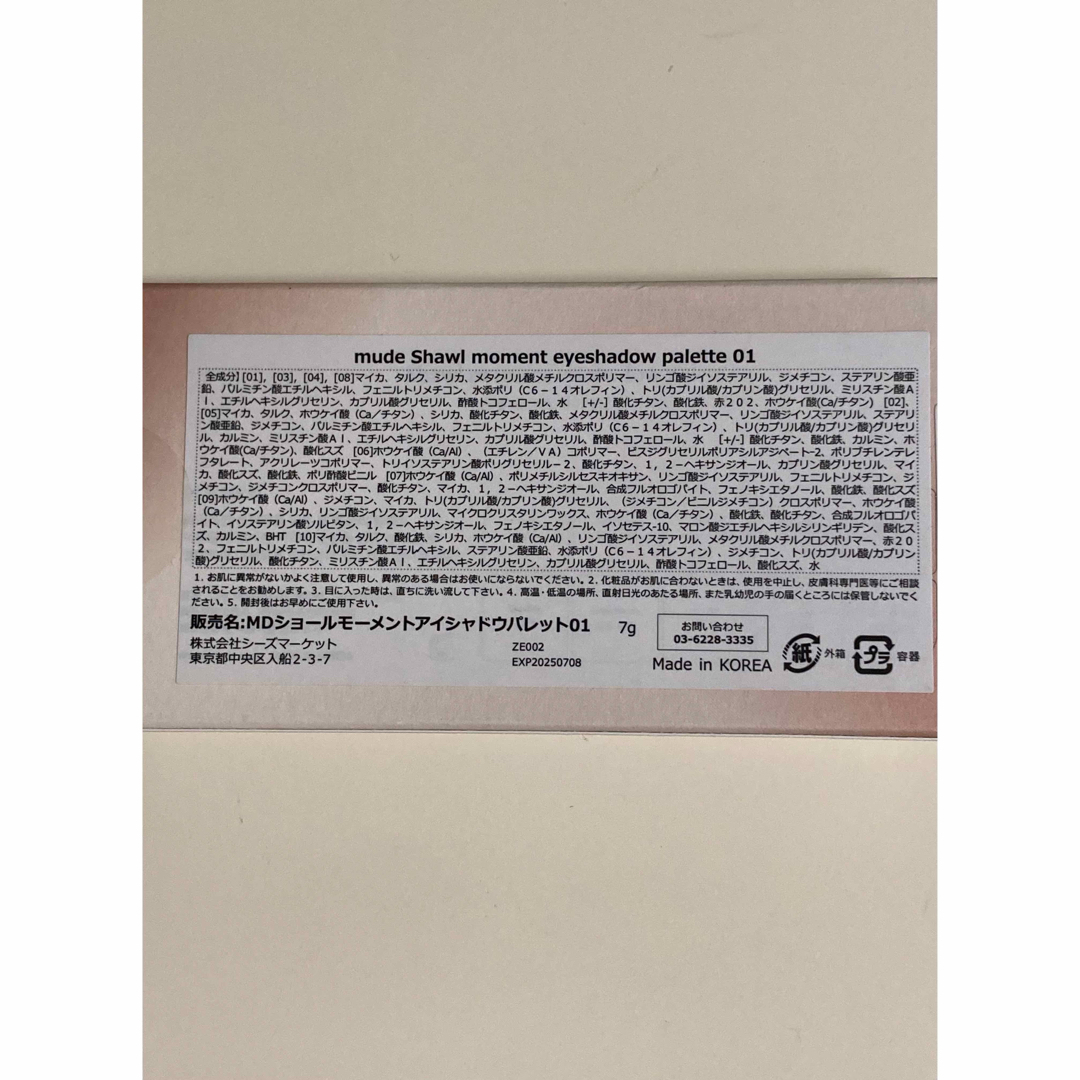 mude Shawl moment eyeshadow palette 01
全成分] [01], [03], [04], [08]マイカ、タルク、シリカ、メタクリル酸メチルクロスポリマー、リンゴ酸ジイソステアリル、ジメチコン、ステアリン酸亜
鉛、パルミチン酸エチルヘキシル、フェニルトリメチコン、水添ポリ（C6－14オレフィン）、トリ(カプリル酸/カプリン酸)グリセリル、ミリスチン酸A
l、エチルヘキシルグリセリン、カプリル酸グリセリル、酢酸トコフェロール、水 [+/-] 酸化チタン、酸化鉄、赤202、ホウケイ酸(Ca/チタン) [02]、
[05]マイカ、タルク、ホウケイ酸（Ca／チタン）、シリカ、酸化チタン、酸化鉄、メタクリル酸メチルクロスポリマー、リンゴ酸ジイソステアリル、ステアリ
ン酸亜鉛、ジメチコン、パルミチン酸エチルヘキシル、フェニルトリメチコン、水添ポリ（C6－14オレフィン）、トリ(カプリル酸/カプリン酸)グリセリ
ル、カルミン、ミリスチン酸Al、エチルヘキシルグリセリン、カプリル酸グリセリル、酢酸トコフェロール、水 [+/-] 酸化チタン、酸化鉄、カルミン、ホ
ウケイ酸(Ca/チタン)、酸化スズ [06]ホウケイ酸（Ca/Al）、（エチレン／VA）コポリマー、ビスジグリセリルポリアシルアジペート-2、ポリブチレンテレ
フタレート、アクリレーツコポリマー、トリイソステアリン酸ポリグリセリル－2、酸化チタン、1，2－ヘキサンジオール、カプリン酸グリセリル、マイ
カ、酸化スズ、酸化鉄、ポリ酢酸ビニル [07]ホウケイ酸（Ca/Al）、ポリメチルシルセスキオキサン、リンゴ酸ジイソステアリル、フェニルトリメチコン、ジ
メチコン、ジメチコンクロスポリマー、酸化チタン、マイカ、1，2－ヘキサンジオール、合成フルオロゴパイト、フェノキシエタノール、酸化鉄、酸化スズ
[09]ホウケイ酸（Ca/Al）、ジメチコン、マイカ、トリ(カプリル酸/カプリン酸)グリセリル、（ジメチコン／ビニルジメチコン）クロスポリマー、ホウケイ酸
（Ca／チタン）、シリカ、リンゴ酸ジイソステアリル、マイクロクリスタリンワックス、ホウケイ酸（Ca／チタン）、酸化鉄、酸化チタン、合成フルオロゴパ
イト、イソステアリン酸ソルビタン、1，2－ヘキサンジオール、フェノキシエタノール、イソセテス-10、マロン酸ジエチルヘキシルシリンギリデン、酸化ス
ズ、カルミン、BHT [10]マイカ、タルク、酸化鉄、シリカ、ホウケイ酸（Ca/Al）、リンゴ酸ジイソステアリル、メタクリル酸メチルクロスポリマー、赤20
2、フェニルトリメチコン、パルミチン酸エチルヘキシル、ステアリン酸亜鉛、水添ポリ（C6－14オレフィン）、ジメチコン、トリ(カプリル酸/カプリン
酸)グリセリル、酸化チタン、ミリスチン酸Al、エチルヘキシルグリセリン、カプリル酸グリセリル、酢酸トコフェロール、酸化スズ、水
1. お肌に異常がないかよく注意して使用し、異常のある場合はお使いにならないでください。2. 化粧品がお肌に合わないときは、使用を中止し、皮膚科専門医等にご相談
されることをお勧めします。3. 目に入った時は、直ちに洗い流して下さい。4. 高温・低温の場所、直射日光のあたる場所、また乳幼児の手の届くところには保管しないでく
ださい。5. 開封後はお早めにご使用下さい。
販売名:MDショールモーメントアイシャドウパレット01 7g
お問い合わせ
03-6228-3335
株式会社シーズマーケット
東京都中央区入船2-3-7
ZE002
EXP20250708
Made in KOREA
紙 外箱
プラ 容器